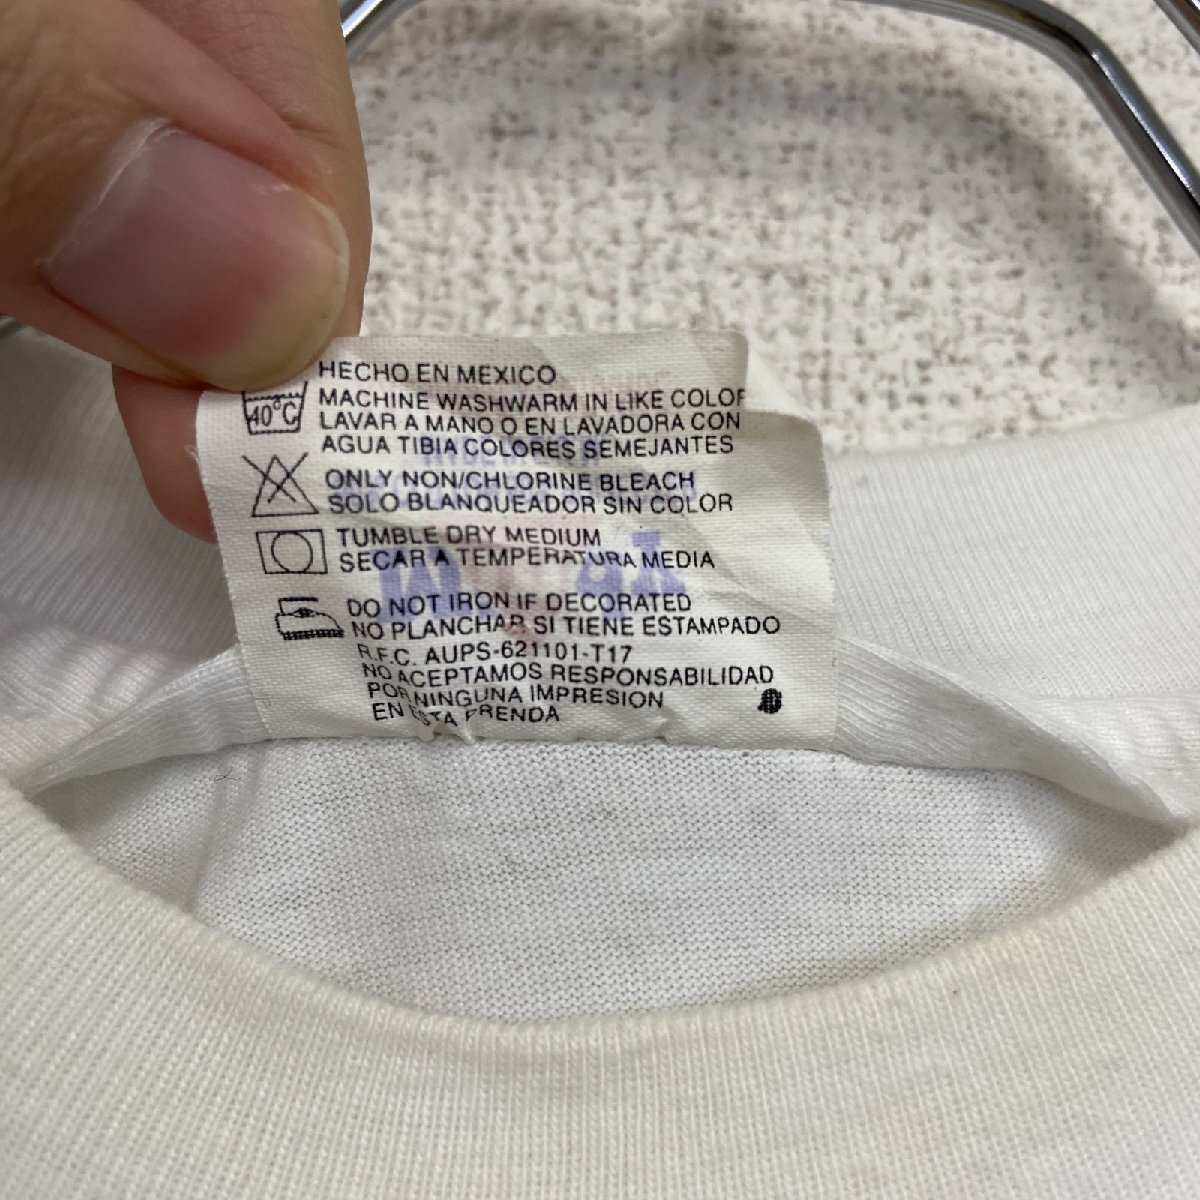 HECHO EN MEXICO
40°C MACHINE WASHWARM IN LIKE COLOR
LAVAR A MANO O EN LAVADORA CON
AGUA TIBIA COLORES SEMEJANTES
ONLY NON/CHLORINE BLEACH
SOLO BLANQUEADOR SIN COLOR
TUMBLE DRY MEDIUM
SECAR A TEMPERATURA MEDIA
DO NOT IRON IF DECORATED
NO PLANCHAR SI TIENE ESTAMPADO
R.F.C. AUPS-621101-T17
NO ACEPTAMOS RESPONSABILIDAD
POR NINGUNA IMPRESION
EN ESTA PRENDA